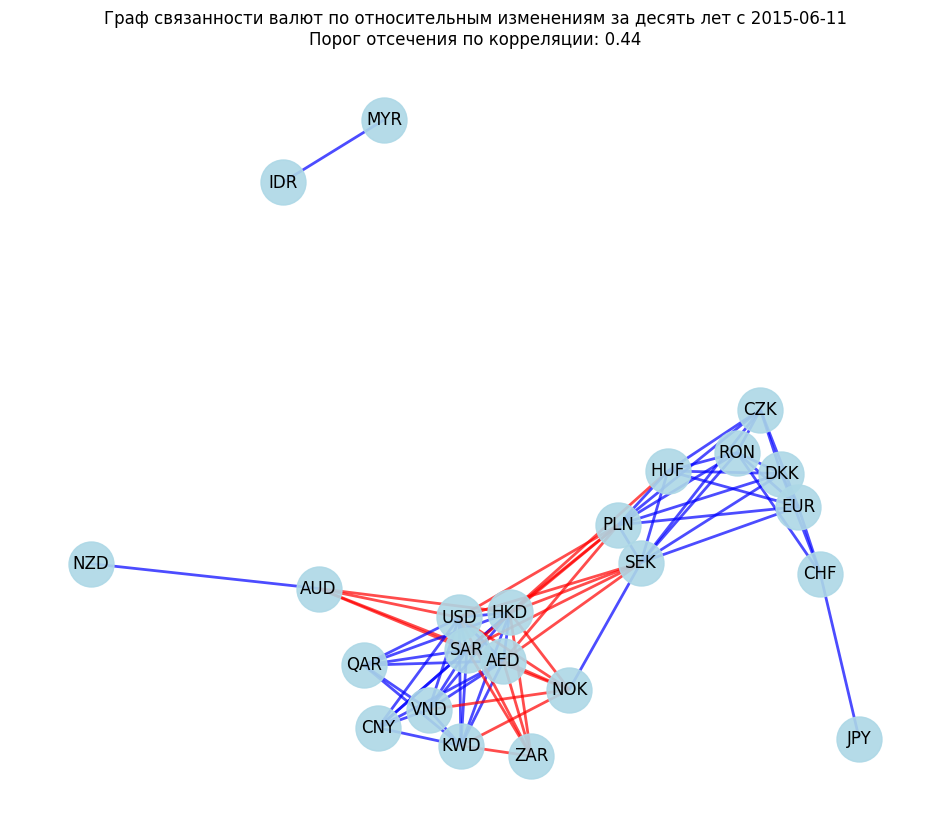 Граф связанности валют по относительным изменениям за десять лет с 2015-06-11
Порог отсечения по корреляции: 0.44
MYR
IDR
CZK
RON
HUF
DKK
EUR
PLN
NZD
SEK
CHF
AUD
USD
HKD
SAR
AED
QAR
NOK
VND
CNY
KWD
ZAR
JPY